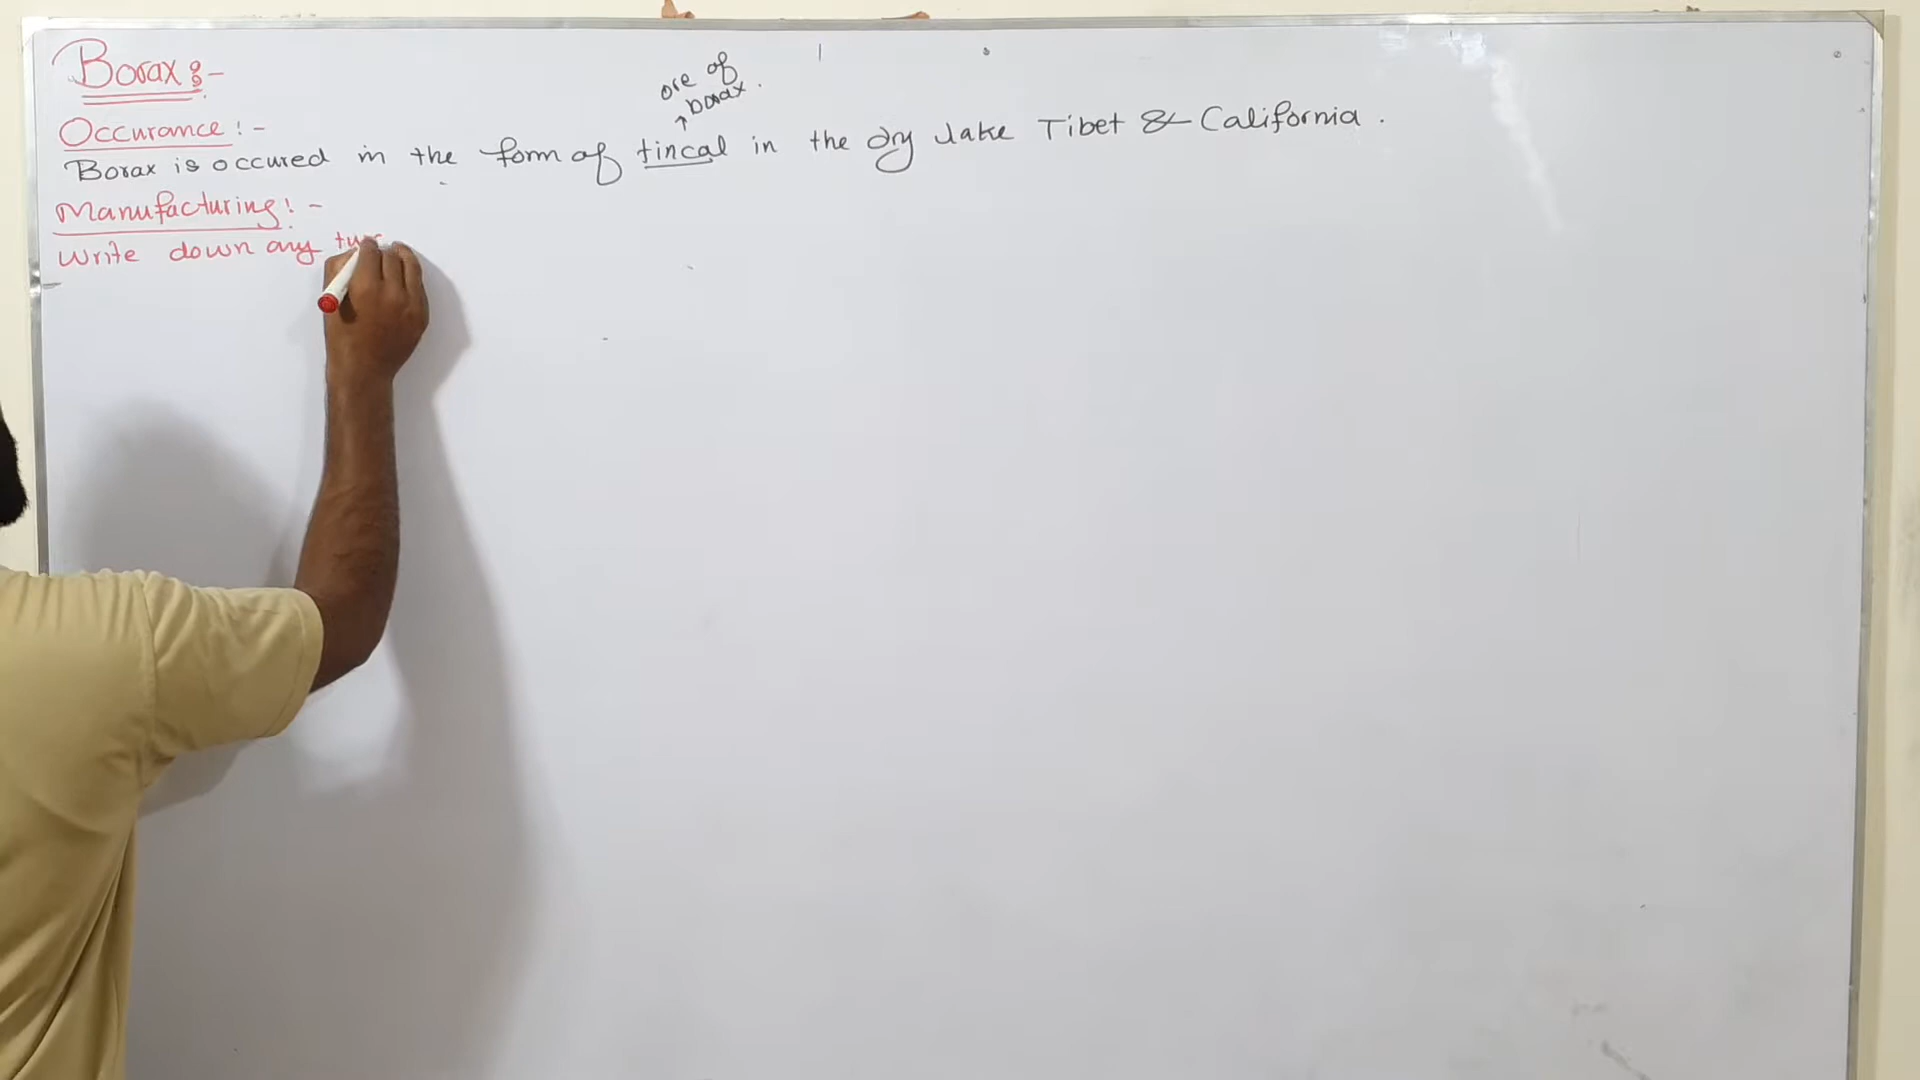 Borax :-
Occurance : -
ore of
borax .
Borax is occured in the form of tincal in the dry lake Tibet & California .
Manufacturing : -
Write down any